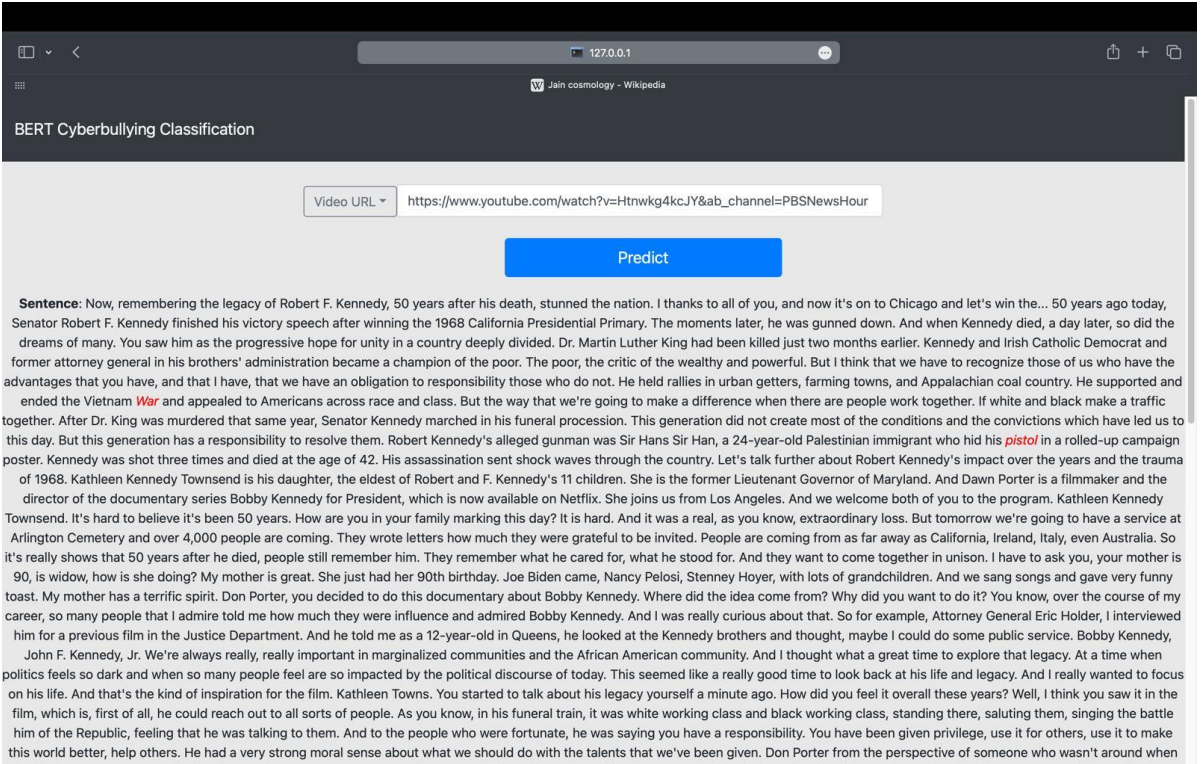 127.0.0.1
Jain cosmology - Wikipedia
BERT Cyberbullying Classification
Video URL
https://www.youtube.com/watch?v=Htnwkg4kcJY&ab_channel=PBSNewsHour
Predict
Sentence: Now, remembering the legacy of Robert F. Kennedy, 50 years after his death, stunned the nation. I thanks to all of you, and now it's on to Chicago and let's win the... 50 years ago today,
Senator Robert F. Kennedy finished his victory speech after winning the 1968 California Presidential Primary. The moments later, he was gunned down. And when Kennedy died, a day later, so did the
dreams of many. You saw him as the progressive hope for unity in a country deeply divided. Dr. Martin Luther King had been killed just two months earlier. Kennedy and Irish Catholic Democrat and
former attorney general in his brothers' administration became a champion of the poor. The poor, the critic of the wealthy and powerful. But I think that we have to recognize those of us who have the
advantages that you have, and that I have, that we have an obligation to responsibility those who do not. He held rallies in urban getters, farming towns, and Appalachian coal country. He supported and
ended the Vietnam War and appealed to Americans across race and class. But the way that we're going to make a difference when there are people work together. If white and black make a traffic
together. After Dr. King was murdered that same year, Senator Kennedy marched in his funeral procession. This generation did not create most of the conditions and the convictions which have led us to
this day. But this generation has a responsibility to resolve them. Robert Kennedy's alleged gunman was Sir Hans Sir Han, a 24-year-old Palestinian immigrant who hid his pistol in a rolled-up campaign
poster. Kennedy was shot three times and died at the age of 42. His assassination sent shock waves through the country. Let's talk further about Robert Kennedy's impact over the years and the trauma
of 1968. Kathleen Kennedy Townsend is his daughter, the eldest of Robert and F. Kennedy's 11 children. She is the former Lieutenant Governor of Maryland. And Dawn Porter is a filmmaker and the
director of the documentary series Bobby Kennedy for President, which is now available on Netflix. She joins us from Los Angeles. And we welcome both of you to the program. Kathleen Kennedy
Townsend. It's hard to believe it's been 50 years. How are you in your family marking this day? It is hard. And it was a real, as you know, extraordinary loss. But tomorrow we're going to have a service at
Arlington Cemetery and over 4,000 people are coming. They wrote letters how much they were grateful to be invited. People are coming from as far away as California, Ireland, Italy, even Australia. So
it's really shows that 50 years after he died, people still remember him. They remember what he cared for, what he stood for. And they want to come together in unison. I have to ask you, your mother is
90, is widow, how is she doing? My mother is great. She just had her 90th birthday. Joe Biden came, Nancy Pelosi, Stenney Hoyer, with lots of grandchildren. And we sang songs and gave very funny
toast. My mother has a terrific spirit. Don Porter, you decided to do this documentary about Bobby Kennedy. Where did the idea come from? Why did you want to do it? You know, over the course of my
career, so many people that I admire told me how much they were influence and admired Bobby Kennedy. And I was really curious about that. So for example, Attorney General Eric Holder, I interviewed
him for a previous film in the Justice Department. And he told me as a 12-year-old in Queens, he looked at the Kennedy brothers and thought, maybe I could do some public service. Bobby Kennedy,
John F. Kennedy, Jr. We're always really, really important in marginalized communities and the African American community. And I thought what a great time to explore that legacy. At a time when
politics feels so dark and when so many people feel are so impacted by the political discourse of today. This seemed like a really good time to look back at his life and legacy. And I really wanted to focus
on his life. And that's the kind of inspiration for the film. Kathleen Towns. You started to talk about his legacy yourself a minute ago. How did you feel it overall these years? Well, I think you saw it in the
film, which is, first of all, he could reach out to all sorts of people. As you know, in his funeral train, it was white working class and black working class, standing there, saluting them, singing the battle
him of the Republic, feeling that he was talking to them. And to the people who were fortunate, he was saying you have a responsibility. You have been given privilege, use it for others, use it to make
this world better, help others. He had a very strong moral sense about what we should do with the talents that we've been given. Don Porter from the perspective of someone who wasn't around when